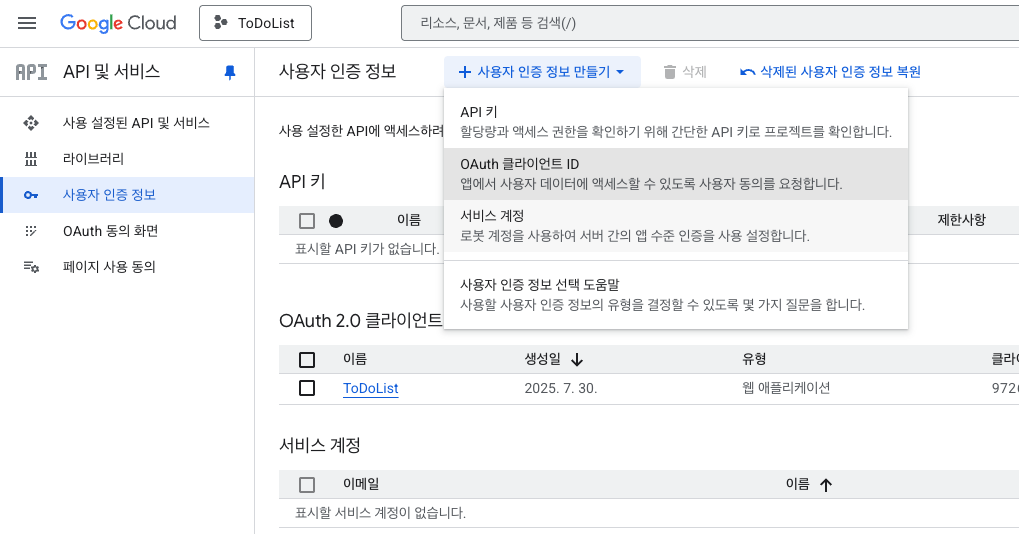 Google Cloud
ToDoList
리소스, 문서, 제품 등 검색(/)
API API 및 서비스
사용자 인증 정보
사용자 인증 정보 만들기
삭제
삭제된 사용자 인증 정보 복원
사용 설정된 API 및 서비스
라이브러리
사용자 인증 정보
OAuth 동의 화면
페이지 사용 동의
사용 설정한 API에 액세스하려
API 키
할당량과 액세스 권한을 확인하기 위해 간단한 API 키로 프로젝트를 확인합니다.
OAuth 클라이언트 ID
앱에서 사용자 데이터에 액세스할 수 있도록 사용자 동의를 요청합니다.
서비스 계정
로봇 계정을 사용하여 서버 간의 앱 수준 인증을 사용 설정합니다.
사용자 인증 정보 선택 도움말
사용할 사용자 인증 정보의 유형을 결정할 수 있도록 몇 가지 질문을 합니다.
API 키
이름 제한사항
표시할 API 키가 없습니다.
OAuth 2.0 클라이언트
이름 생성일 유형
ToDoList 2025. 7. 30. 웹 애플리케이션
서비스 계정
이메일 이름
표시할 서비스 계정이 없습니다.